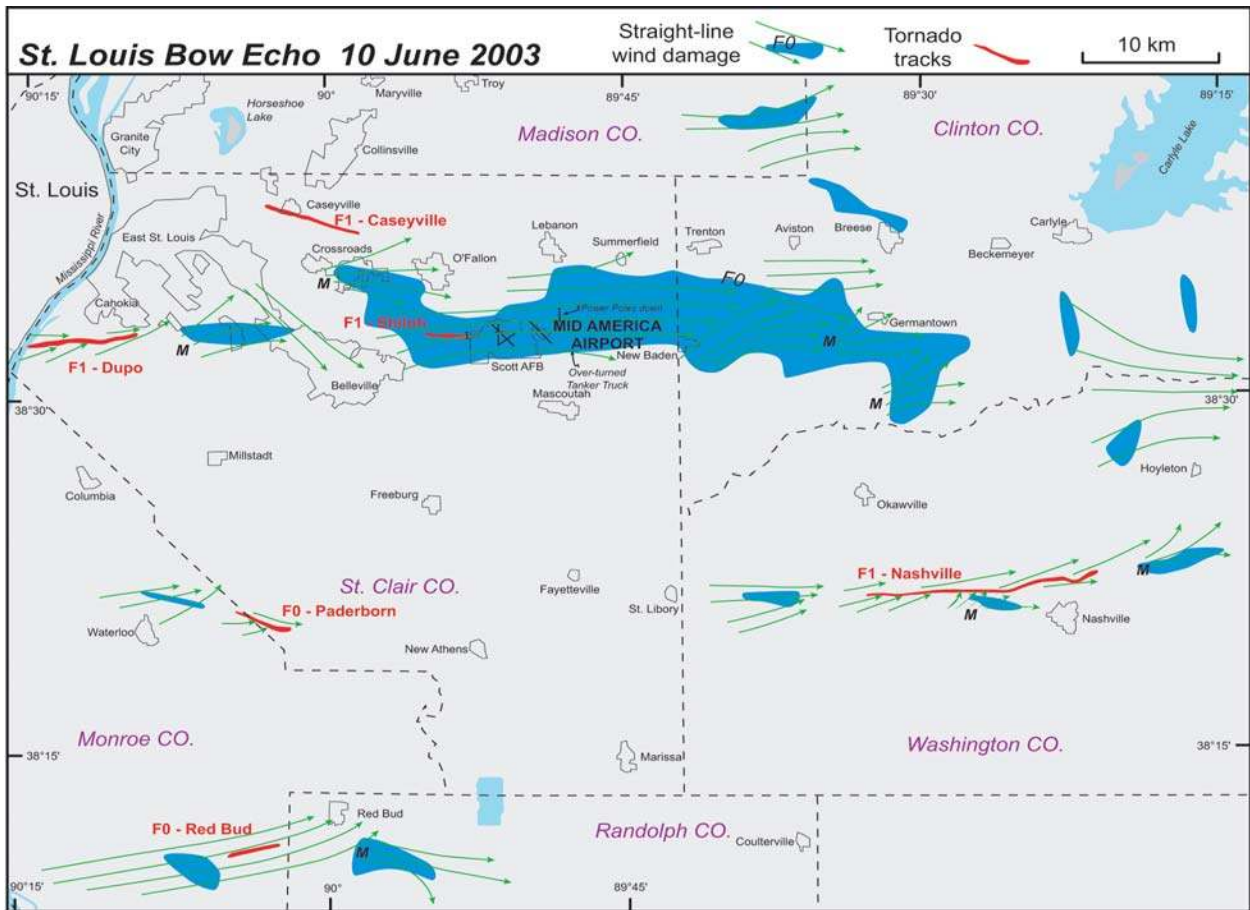 St. Louis Bow Echo 10 June 2003
Straight-line
wind damage
F0
Tornado
tracks
10 km
90°15'
90°
89°45'
89°30'
89°15'
Maryville
Troy
Horseshoe
Lake
Granite
City
Collinsville
Madison CO.
Clinton CO.
Carlyle Lake
St. Louis
Mississippi River
Caseyville
F1 - Caseyville
East St. Louis
Crossroads
O'Fallon
Lebanon
Summerfield
Trenton
Aviston
Breese
Beckemeyer
Carlyle
M
F0
Cahokia
Power Poles down
F1 - Shiloh
MID AMERICA
AIRPORT
Germantown
M
M
F1 - Dupo
Scott AFB
New Baden
Belleville
Over-turned
Tanker Truck
Mascoutah
M
38°30'
38°30'
Millstadt
Columbia
Freeburg
Okawville
Hoyleton
St. Clair CO.
Fayetteville
St. Libory
F1 - Nashville
M
F0 - Paderborn
Waterloo
M
Nashville
New Athens
Monroe CO.
Washington CO.
38°15'
38°15'
Marissa
Red Bud
F0 - Red Bud
Randolph CO.
Coulterville
M
90°15'
90°
89°45'